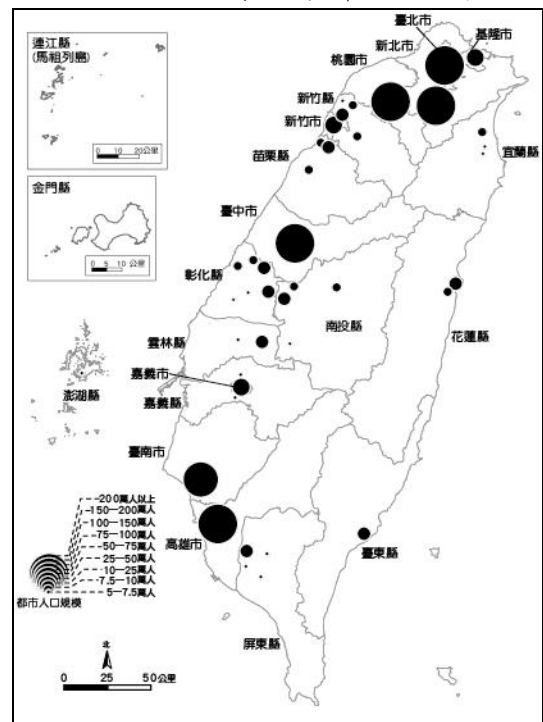 連江縣
(馬祖列島)
0 10 20公里
金門縣
0 5 10 公里
臺北市
基隆市
新北市
桃園市
新竹縣
新竹市
宜蘭縣
苗栗縣
臺中市
彰化縣
南投縣
花蓮縣
雲林縣
嘉義市
澎湖縣
嘉義縣
臺南市
200萬人以上
150—200萬人
100—150萬人
75—100萬人
50—75萬人
25—50萬人
10—25萬人
7.5—10萬人
5—7.5萬人
都市人口規模
高雄市
臺東縣
屏東縣
北
0 25 50公里